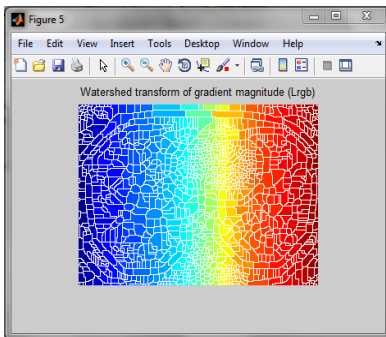 Figure 5
File Edit View Insert Tools Desktop Window Help
Watershed transform of gradient magnitude (Lrgb)